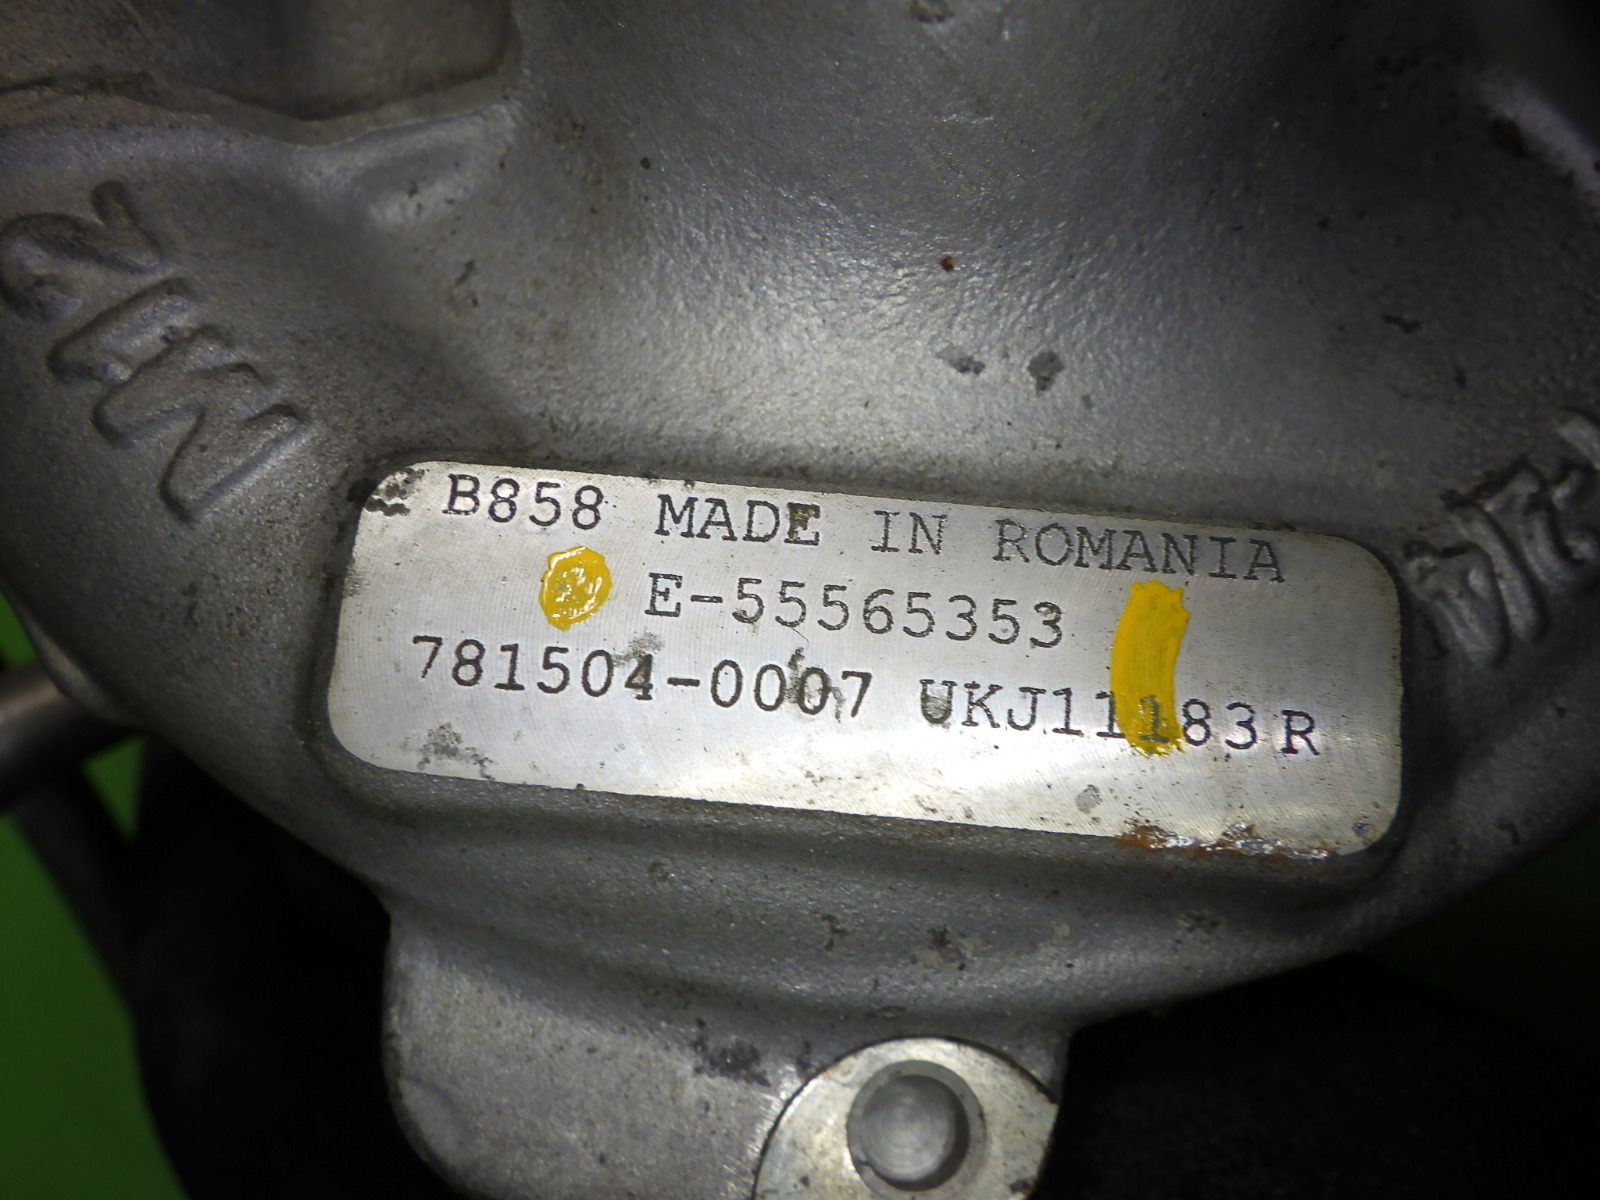 B858 MADE IN ROMANIA
E-55565353
781504-0007 UKJ11183R